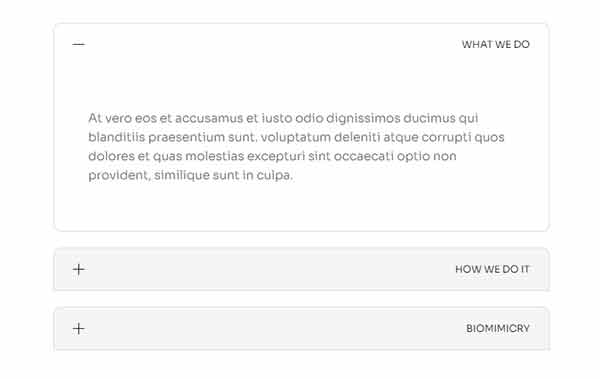 WHAT WE DO
At vero eos et accusamus et iusto odio dignissimos ducimus qui
blanditiis praesentium sunt. voluptatum deleniti atque corrupti quos
dolores et quas molestias excepturi sint occaecati optio non
provident, similique sunt in culpa.
HOW WE DO IT
BIOMIMICRY